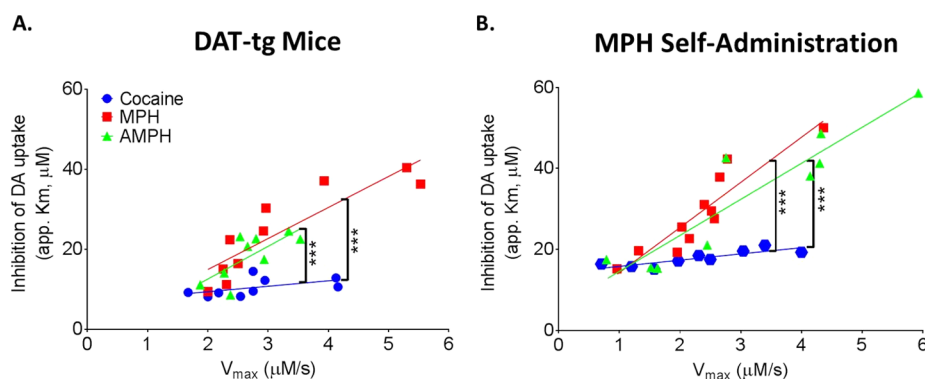 A.
DAT-tg Mice
Inhibition of DA uptake
(app. Km, μM)
60
40
20
0
Cocaine
MPH
AMPH
***
***
0 1 2 3 4 5 6
Vmax (μM/s)
B.
MPH Self-Administration
Inhibition of DA uptake
(app. Km, μM)
60
40
20
0
***
***
0 1 2 3 4 5 6
Vmax (μM/s)